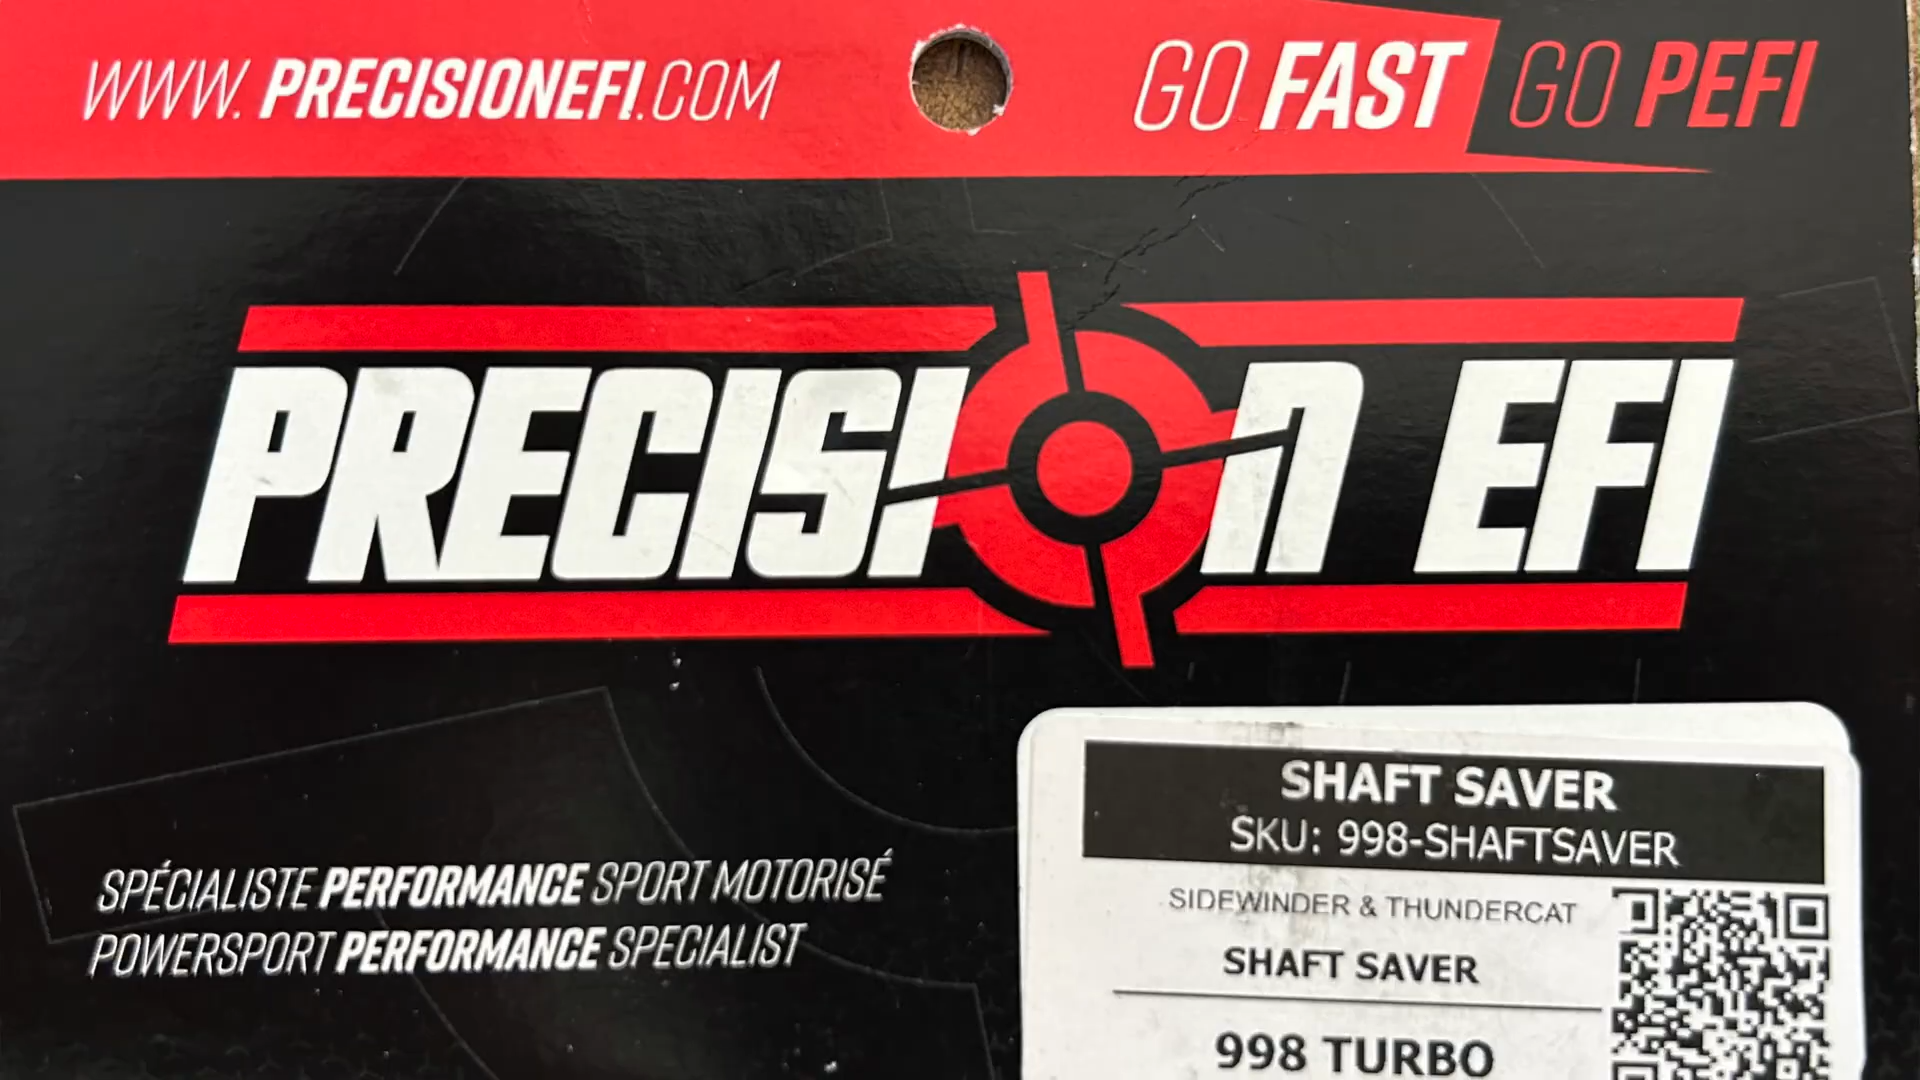 WWW.PRECISIONEFI.COM
GO FAST GO PEFI
PRECISION EFI
SPÉCIALISTE PERFORMANCE SPORT MOTORISÉ
POWERSPORT PERFORMANCE SPECIALIST
SHAFT SAVER
SKU: 998-SHAFTSAVER
SIDEWINDER & THUNDERCAT
SHAFT SAVER
998 TURBO